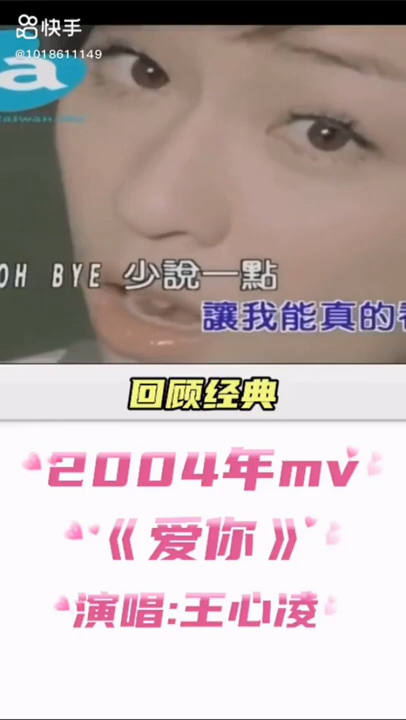 快手
@1018611149
a
OH BYE 少說一點
讓我能真的看
回顾经典
2004年mv
《爱你》
演唱:王心凌